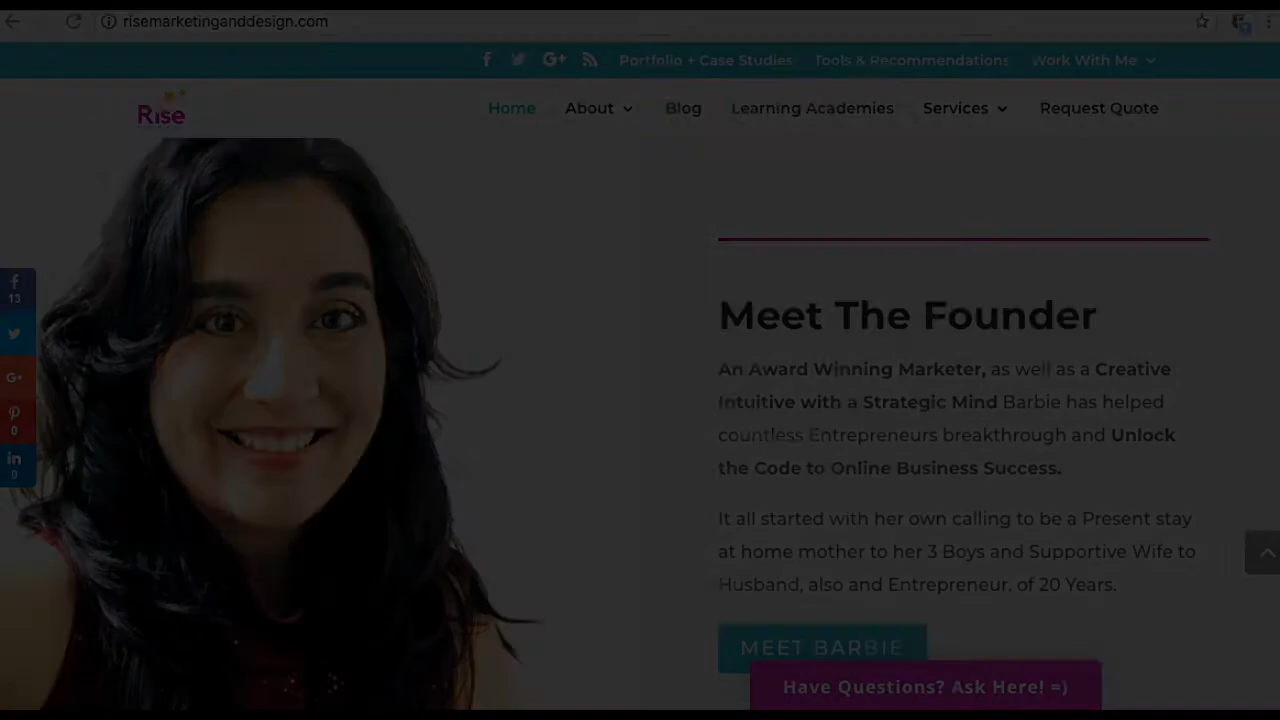 risemarketinganddesign.com
Portfolio + Case Studies Tools & Recommendations Work With Me
Rise
Home About Blog Learning Academies Services Request Quote
13
0
0
Meet The Founder
An Award Winning Marketer, as well as a Creative
Intuitive with a Strategic Mind Barbie has helped
countless Entrepreneurs breakthrough and Unlock
the Code to Online Business Success.
It all started with her own calling to be a Present stay
at home mother to her 3 Boys and Supportive Wife to
Husband, also and Entrepreneur, of 20 Years.
MEET BARBIE
Have Questions? Ask Here! =)